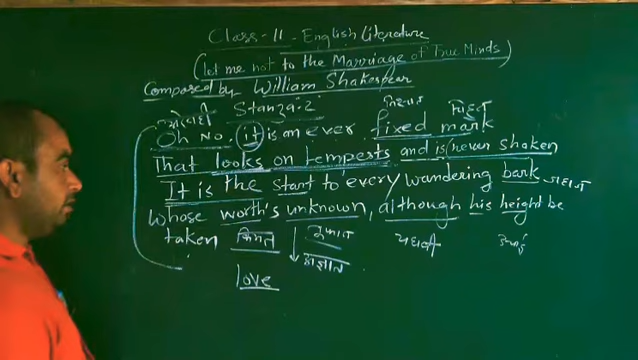 Class-11 - English Literature
(let me not to the Marriage of True Minds)
Composed by William Shakespear
Stanza-2
Oh No. it is an ever fixed mark
That looks on tempests and is never shaken
It is the start to every wandering bark
Whose worth's unknown, although his height be
taken
love